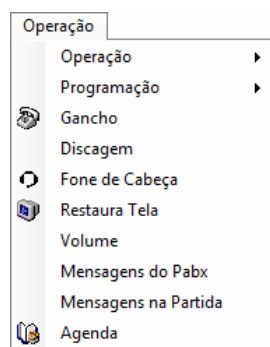 Operação
Operação
Programação
Gancho
Discagem
Fone de Cabeça
Restaura Tela
Volume
Mensagens do Pabx
Mensagens na Partida
Agenda